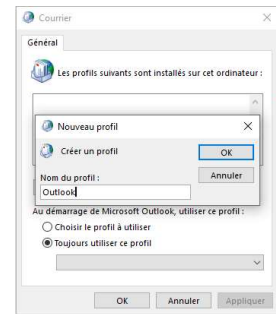 Courrier
Général
Les profils suivants sont installés sur cet ordinateur :
Nouveau profil
Créer un profil
OK
Annuler
Nom du profil :
Outlook
Au démarrage de Microsoft Outlook, utiliser ce profil :
Choisir le profil à utiliser
Toujours utiliser ce profil
OK
Annuler
Appliquer